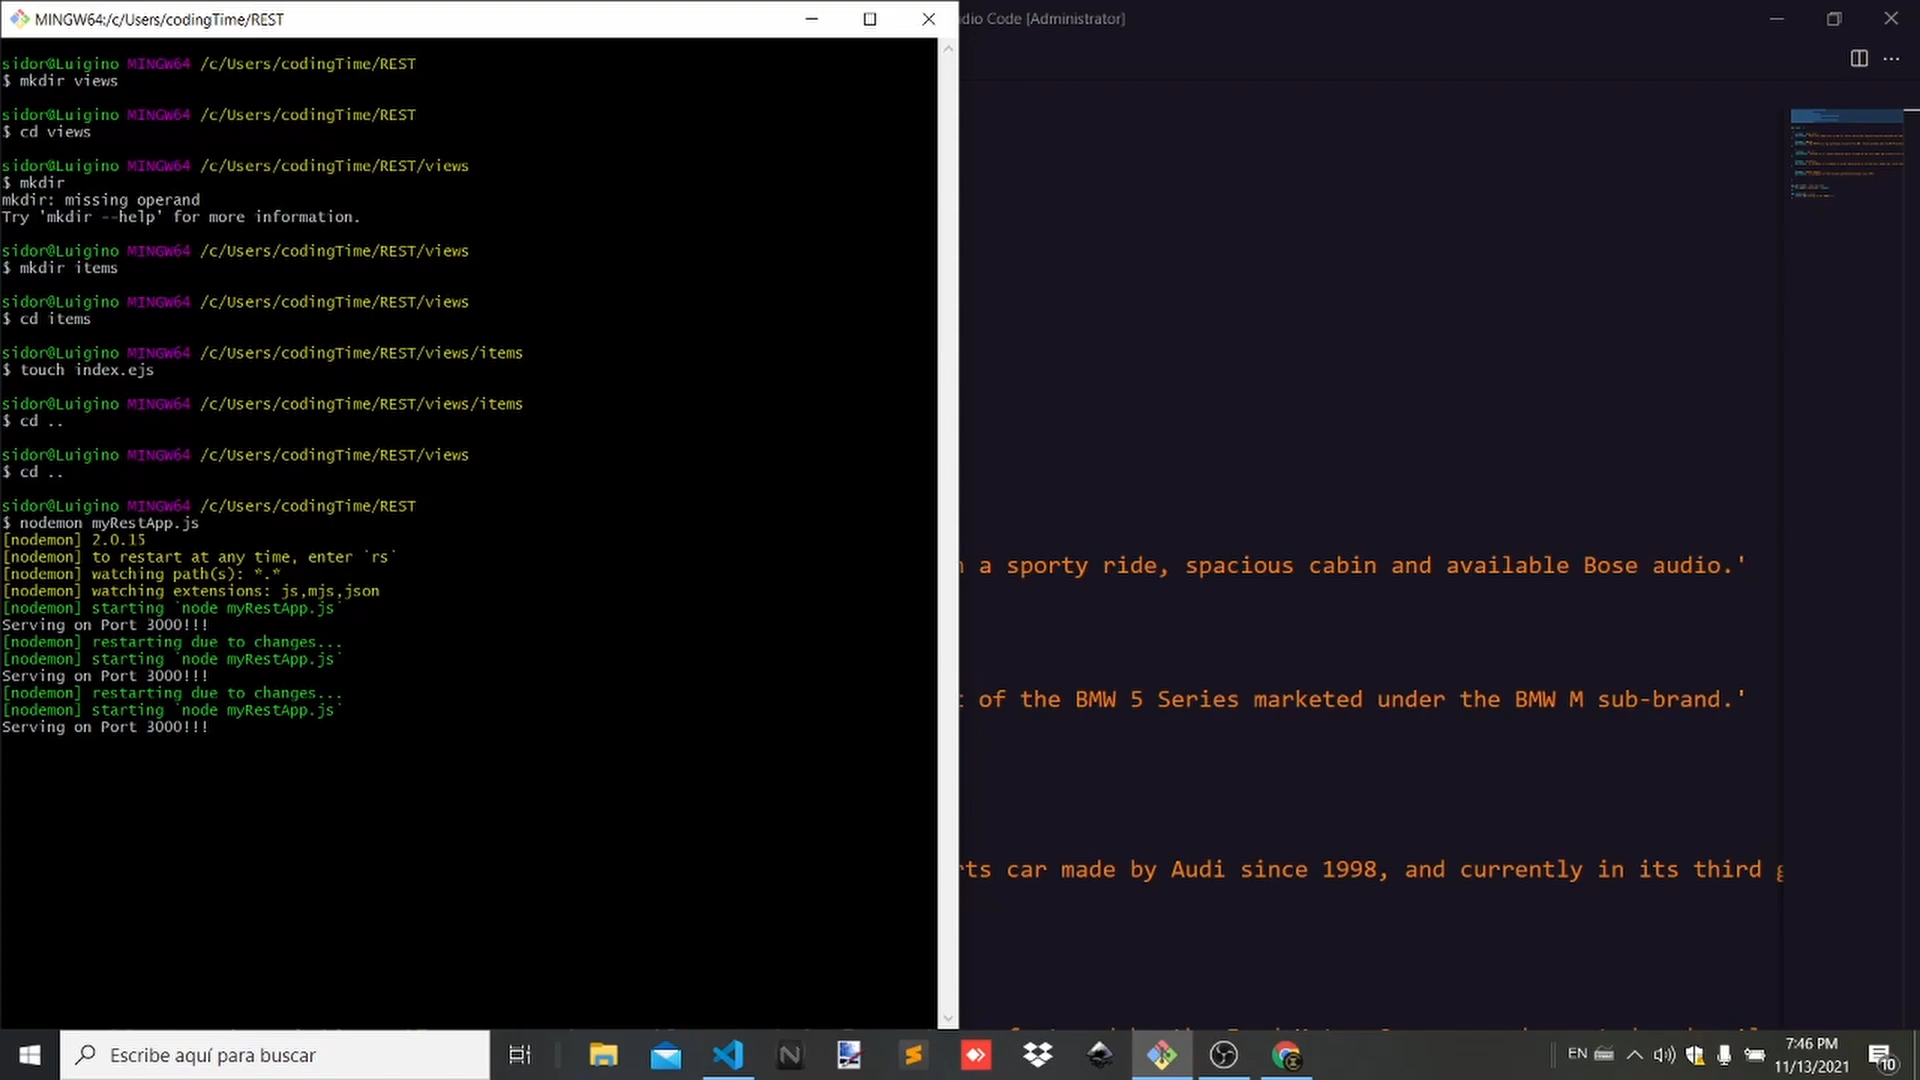 MINGW64:/c/Users/codingTime/REST
dio Code [Administrator]
sidor@Luigino MINGW64 /c/Users/codingTime/REST
$ mkdir views
sidor@Luigino MINGW64 /c/Users/codingTime/REST
$ cd views
sidor@Luigino MINGW64 /c/Users/codingTime/REST/views
$ mkdir
mkdir: missing operand
Try 'mkdir --help' for more information.
sidor@Luigino MINGW64 /c/Users/codingTime/REST/views
$ mkdir items
sidor@Luigino MINGW64 /c/Users/codingTime/REST/views
$ cd items
sidor@Luigino MINGW64 /c/Users/codingTime/REST/views/items
$ touch index.ejs
sidor@Luigino MINGW64 /c/Users/codingTime/REST/views/items
$ cd ..
sidor@Luigino MINGW64 /c/Users/codingTime/REST/views
$ cd ..
sidor@Luigino MINGW64 /c/Users/codingTime/REST
$ nodemon myRestApp.js
[nodemon] 2.0.15
[nodemon] to restart at any time, enter `rs`
[nodemon] watching path(s): *.*
[nodemon] watching extensions: js,mjs,json
[nodemon] starting `node myRestApp.js`
Serving on Port 3000!!!
[nodemon] restarting due to changes...
[nodemon] starting `node myRestApp.js`
Serving on Port 3000!!!
[nodemon] restarting due to changes...
[nodemon] starting `node myRestApp.js`
Serving on Port 3000!!!
a sporty ride, spacious cabin and available Bose audio.'
of the BMW 5 Series marketed under the BMW M sub-brand.'
rts car made by Audi since 1998, and currently in its third
Escribe aquí para buscar
EN
7:46 PM
11/13/2021
10